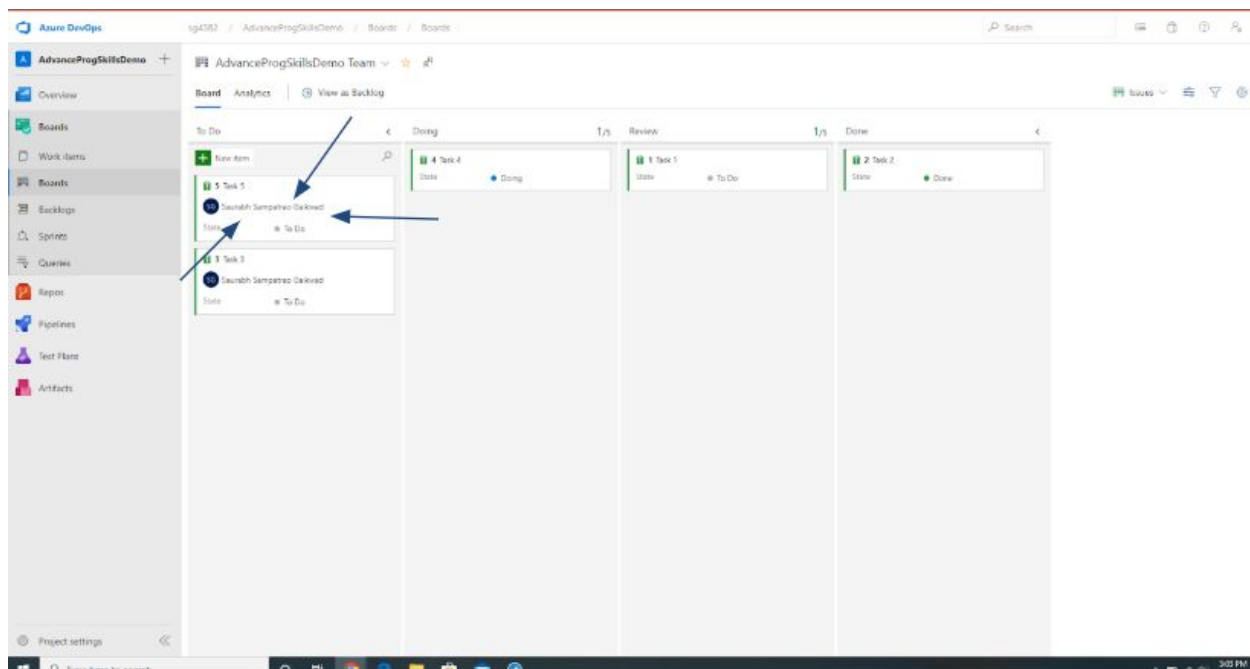 Azure DevOps
sg4382 / AdvanceProgSkillsDemo / Boards / Boards
Search
A AdvanceProgSkillsDemo +
AdvanceProgSkillsDemo Team
Overview
Board Analytics View as Backlog
Issues
Boards
To Do
Doing 1/5
Review 1/5
Done
Work items
New item
4 Task 4
State Doing
1 Task 1
State To Do
2 Task 2
State Done
Boards
5 Task 5
Saurabh Sampatrao Gaikwad
State To Do
Backlogs
Sprints
Queries
3 Task 3
SG Saurabh Sampatrao Gaikwad
State To Do
Repos
Pipelines
Test Plans
Artifacts
Project settings
Type here to search
3:03 PM